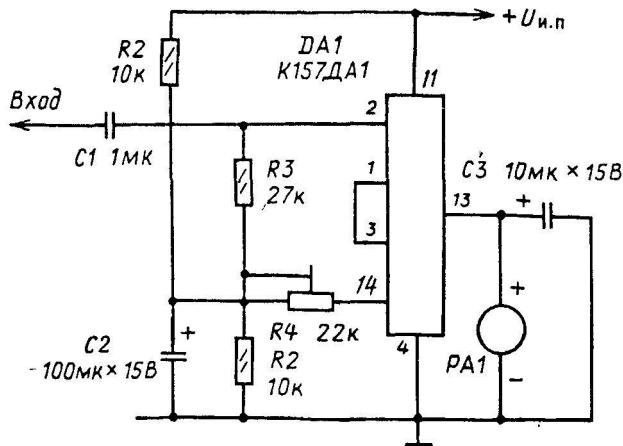 +Uи.п
R2
10к
DA1
К157ДА1
11
Вход
2
C1 1мк
R3
27к
1
3
C3 10мк × 15В
13
+
14
+
R4 22к
+
C2
100мк × 15В
R2
10к
4
PA1
−